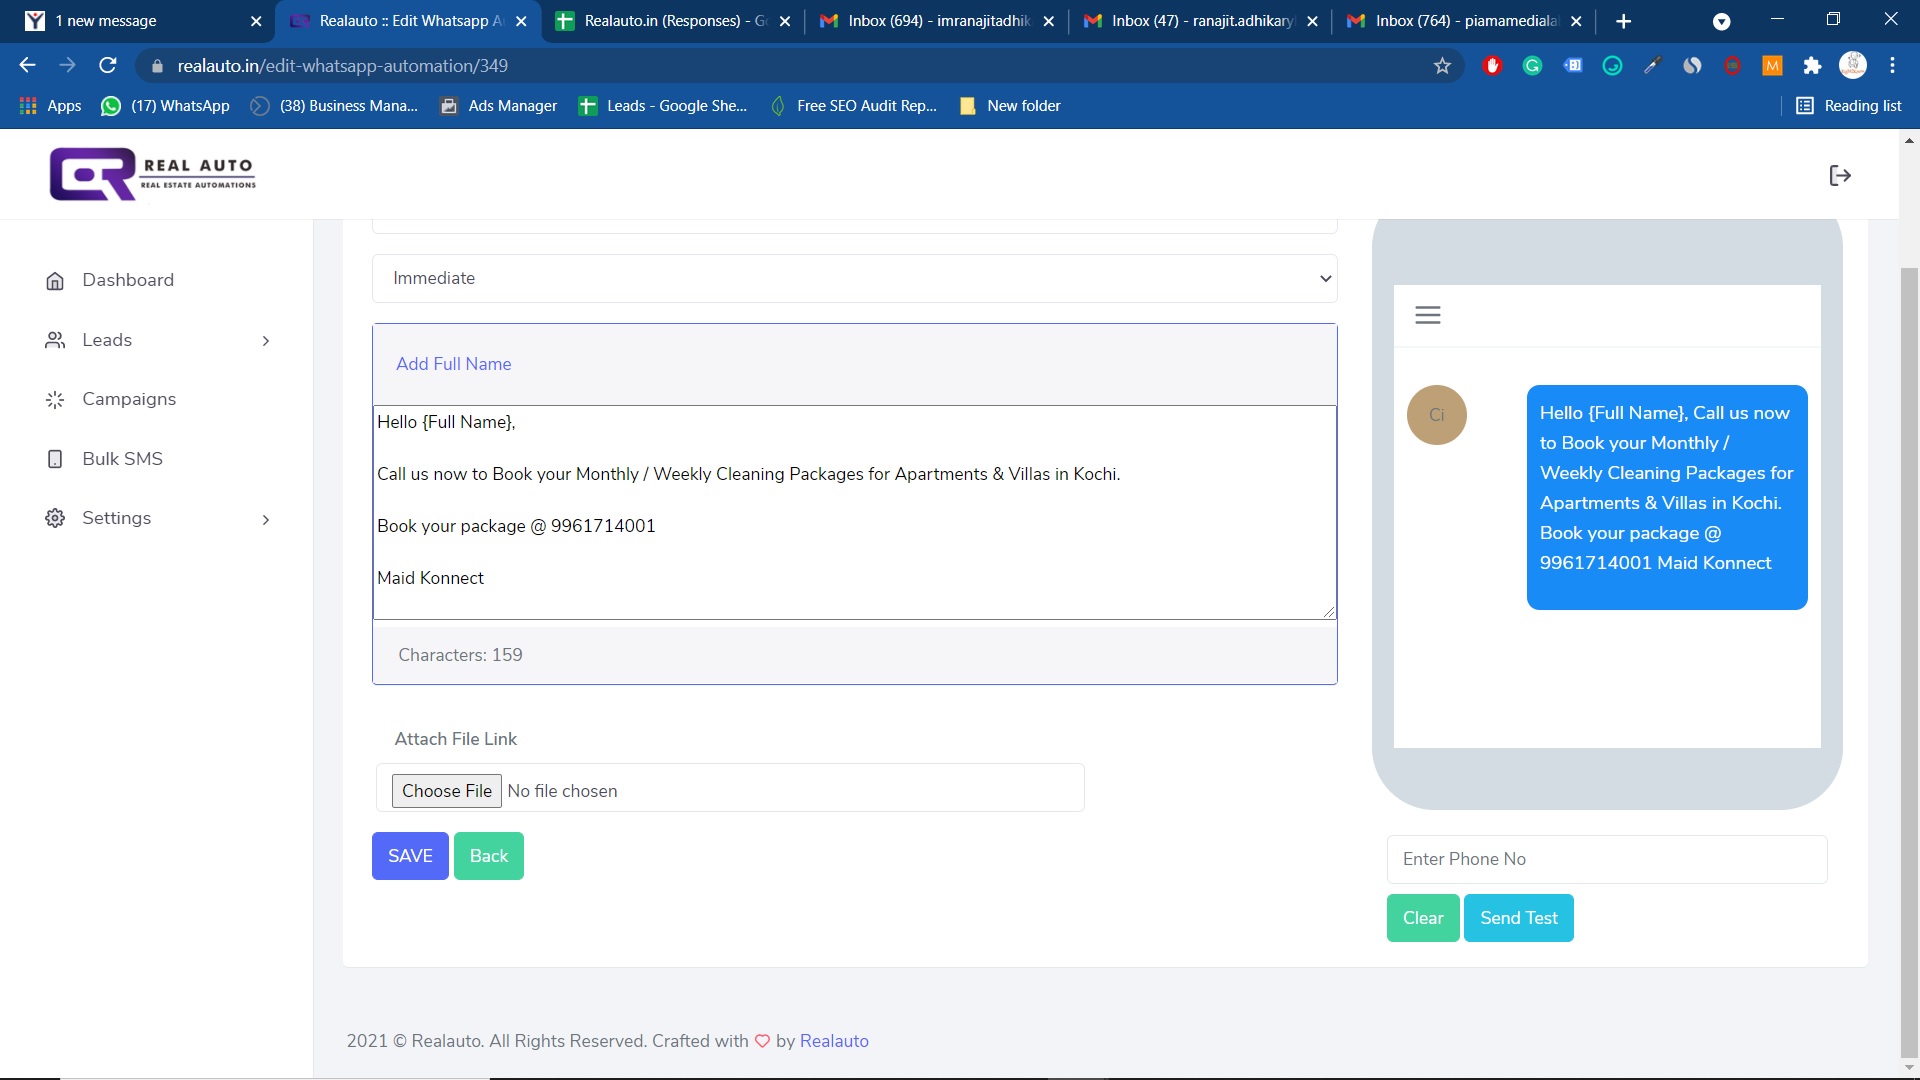 1 new message
Realauto :: Edit Whatsapp A
Realauto.in (Responses) - G
Inbox (694) - imranajitadhik
Inbox (47) - ranajit.adhikary
Inbox (764) - piamamediala
realauto.in/edit-whatsapp-automation/349
Apps
(17) WhatsApp
(38) Business Mana...
Ads Manager
Leads - Google She...
Free SEO Audit Rep...
New folder
Reading list
REAL AUTO
REAL ESTATE AUTOMATIONS
Dashboard
Leads
Campaigns
Bulk SMS
Settings
Immediate
Add Full Name
Hello {Full Name},
Call us now to Book your Monthly / Weekly Cleaning Packages for Apartments & Villas in Kochi.
Book your package @ 9961714001
Maid Konnect
Characters: 159
Attach File Link
Choose File No file chosen
SAVE
Back
Ci
Hello {Full Name}, Call us now
to Book your Monthly /
Weekly Cleaning Packages for
Apartments & Villas in Kochi.
Book your package @
9961714001 Maid Konnect
Enter Phone No
Clear
Send Test
2021 © Realauto. All Rights Reserved. Crafted with ♡ by Realauto